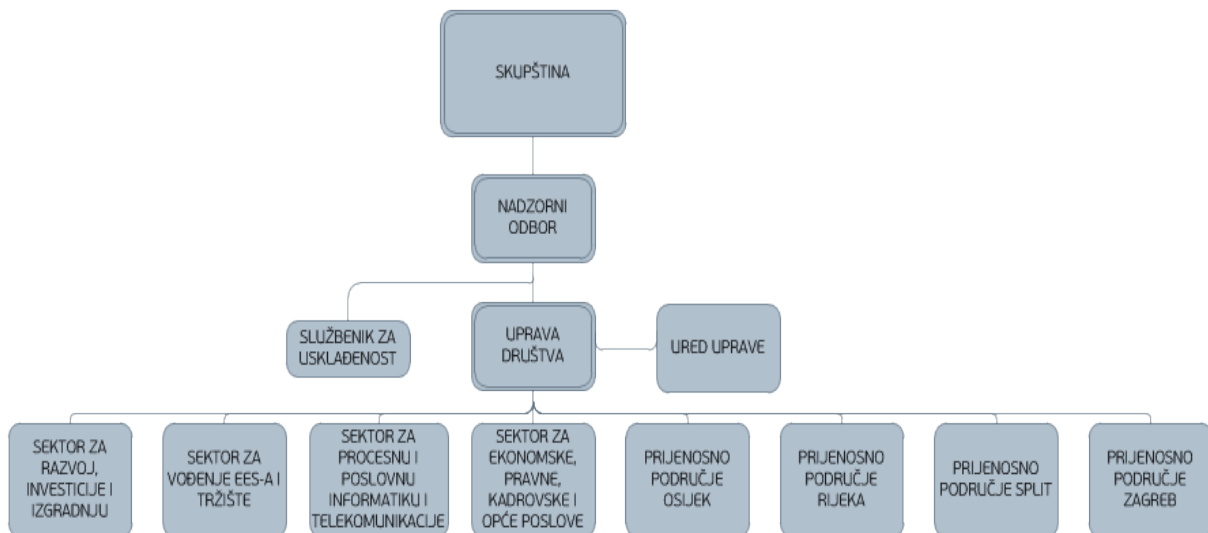 SKUPŠTINA
NADZORNI
ODBOR
SLUŽBENIK ZA
USKLAĐENOST
UPRAVA
DRUŠTVA
URED UPRAVE
SEKTOR ZA
RAZVOJ,
INVESTICIJE I
IZGRADNJU
SEKTOR ZA
VOĐENJE EES-A I
TRŽIŠTE
SEKTOR ZA
PROCESNU I
POSLOVNU
INFORMATIKU I
TELEKOMUNIKACIJE
SEKTOR ZA
EKONOMSKE,
PRAVNE,
KADROVSKE I
OPĆE POSLOVE
PRIJENOSNO
PODRUČJE
OSIJEK
PRIJENOSNO
PODRUČJE
RIJEKA
PRIJENOSNO
PODRUČJE SPLIT
PRIJENOSNO
PODRUČJE
ZAGREB